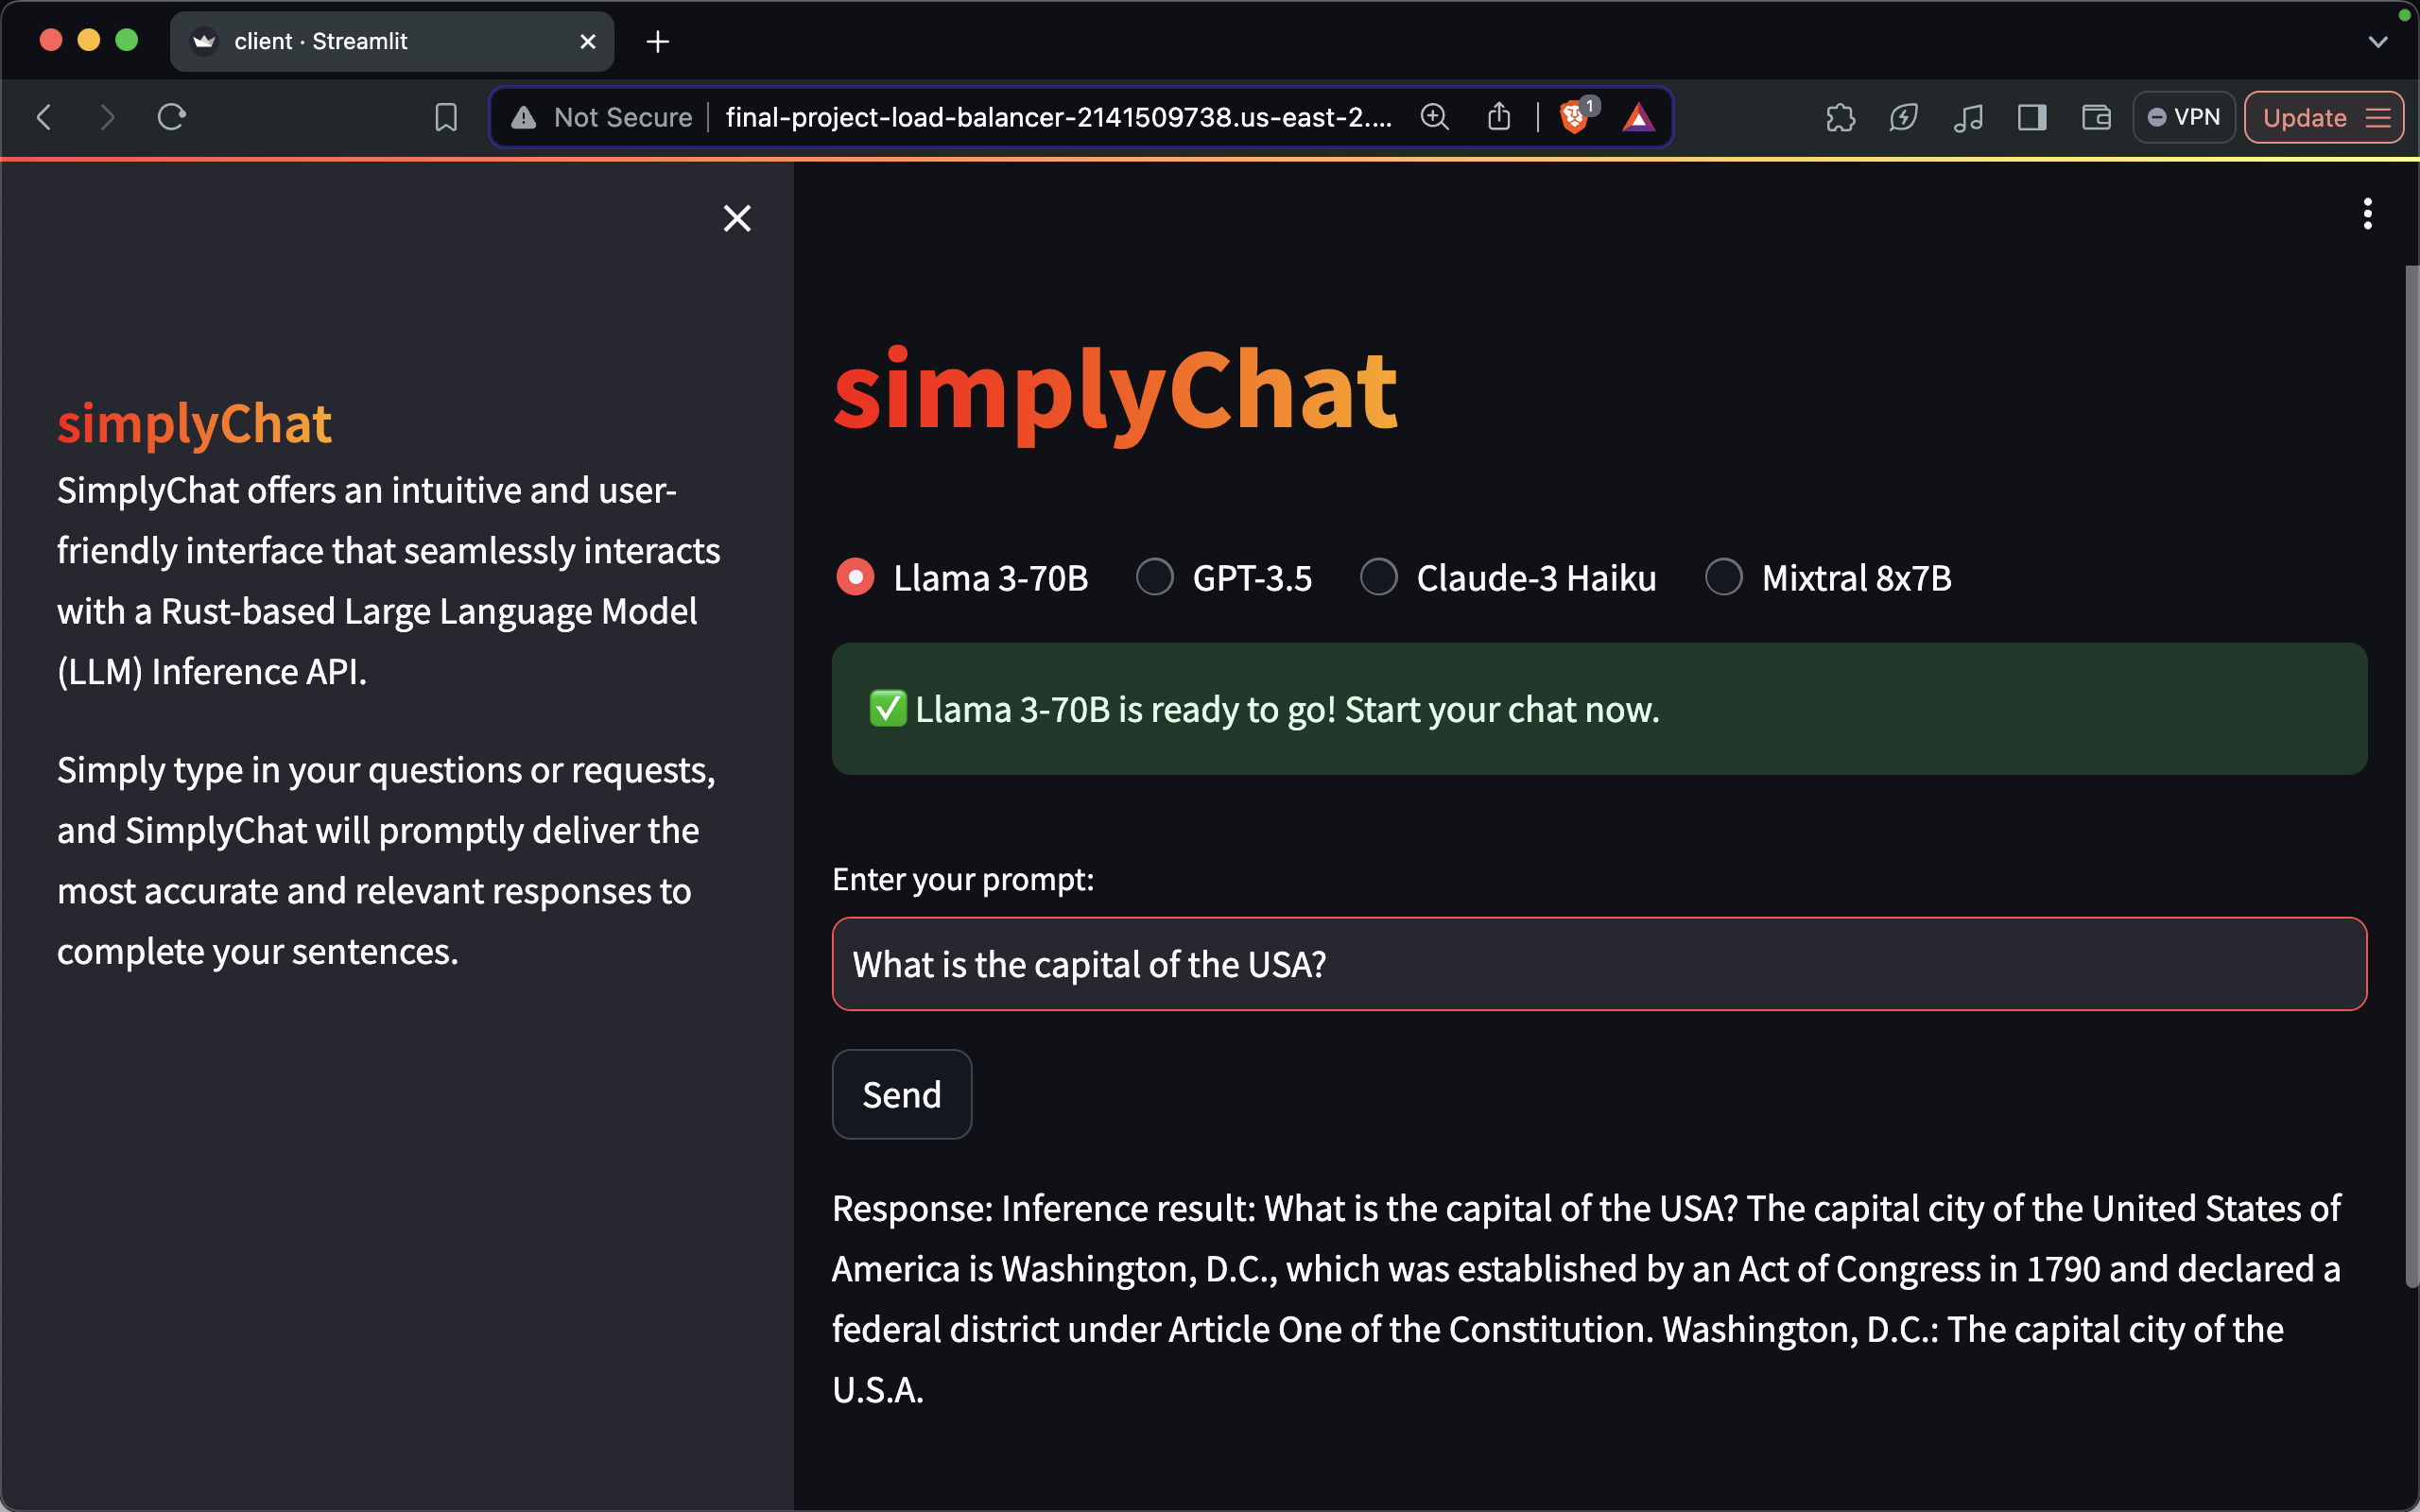 client · Streamlit
Not Secure
final-project-load-balancer-2141509738.us-east-2....
1
VPN
Update
simplyChat
SimplyChat offers an intuitive and user-
friendly interface that seamlessly interacts
with a Rust-based Large Language Model
(LLM) Inference API.
Simply type in your questions or requests,
and SimplyChat will promptly deliver the
most accurate and relevant responses to
complete your sentences.
simplyChat
Llama 3-70B
GPT-3.5
Claude-3 Haiku
Mixtral 8x7B
✅ Llama 3-70B is ready to go! Start your chat now.
Enter your prompt:
What is the capital of the USA?
Send
Response: Inference result: What is the capital of the USA? The capital city of the United States of
America is Washington, D.C., which was established by an Act of Congress in 1790 and declared a
federal district under Article One of the Constitution. Washington, D.C.: The capital city of the
U.S.A.